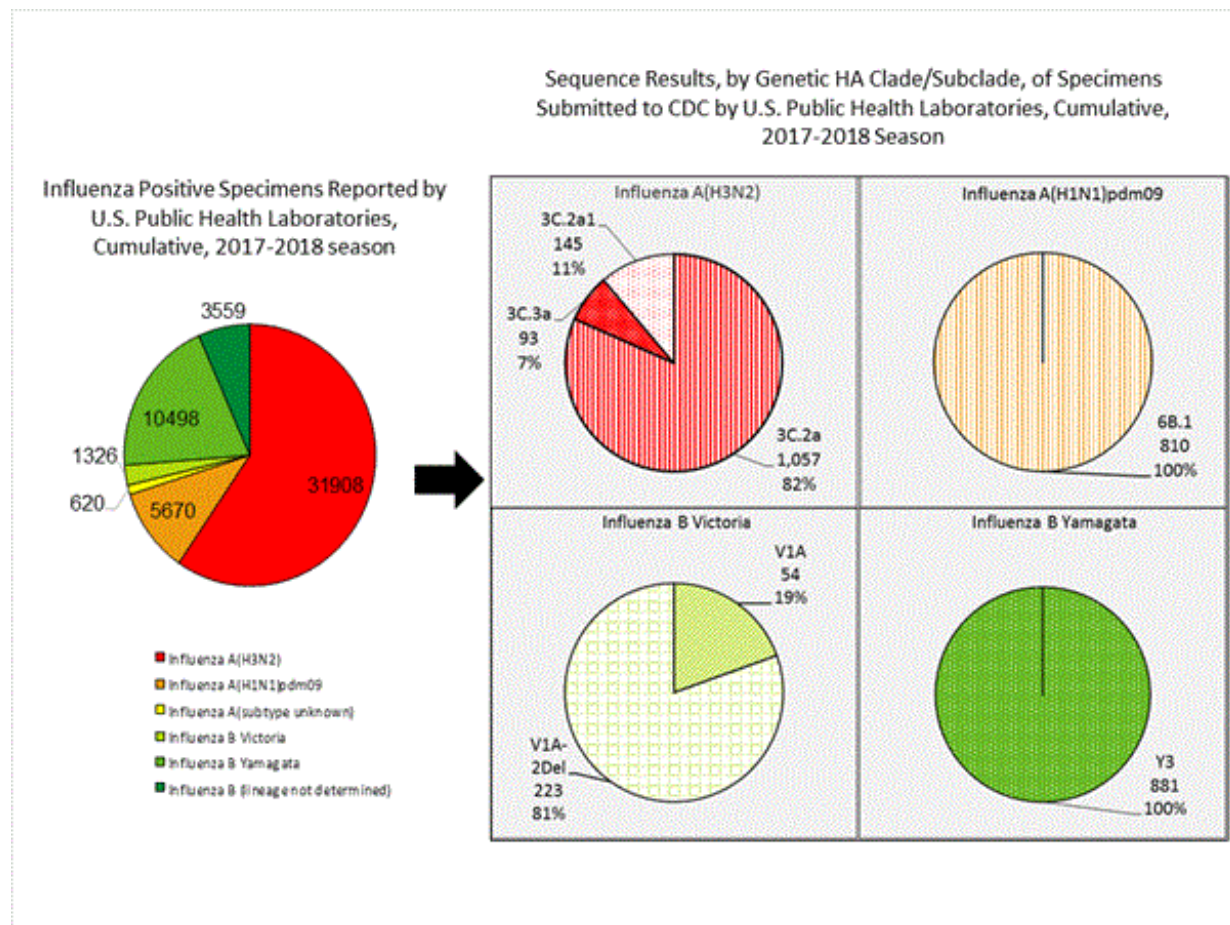 Sequence Results, by Genetic HA Clade/Subclade, of Specimens
Submitted to CDC by U.S. Public Health Laboratories, Cumulative,
2017-2018 Season
Influenza Positive Specimens Reported by
U.S. Public Health Laboratories,
Cumulative, 2017-2018 season
3559
10498
1326
620
5670
31908
Influenza A(H3N2)
Influenza A(H1N1)pdm09
Influenza A(subtype unknown)
Influenza B Victoria
Influenza B Yamagata
Influenza B (lineage not determined)
Influenza A(H3N2)
3C.2a1
145
11%
3C.3a
93
7%
3C.2a
1,057
82%
Influenza A(H1N1)pdm09
6B.1
810
100%
Influenza B Victoria
V1A
54
19%
V1A-
2Del
223
81%
Influenza B Yamagata
Y3
881
100%